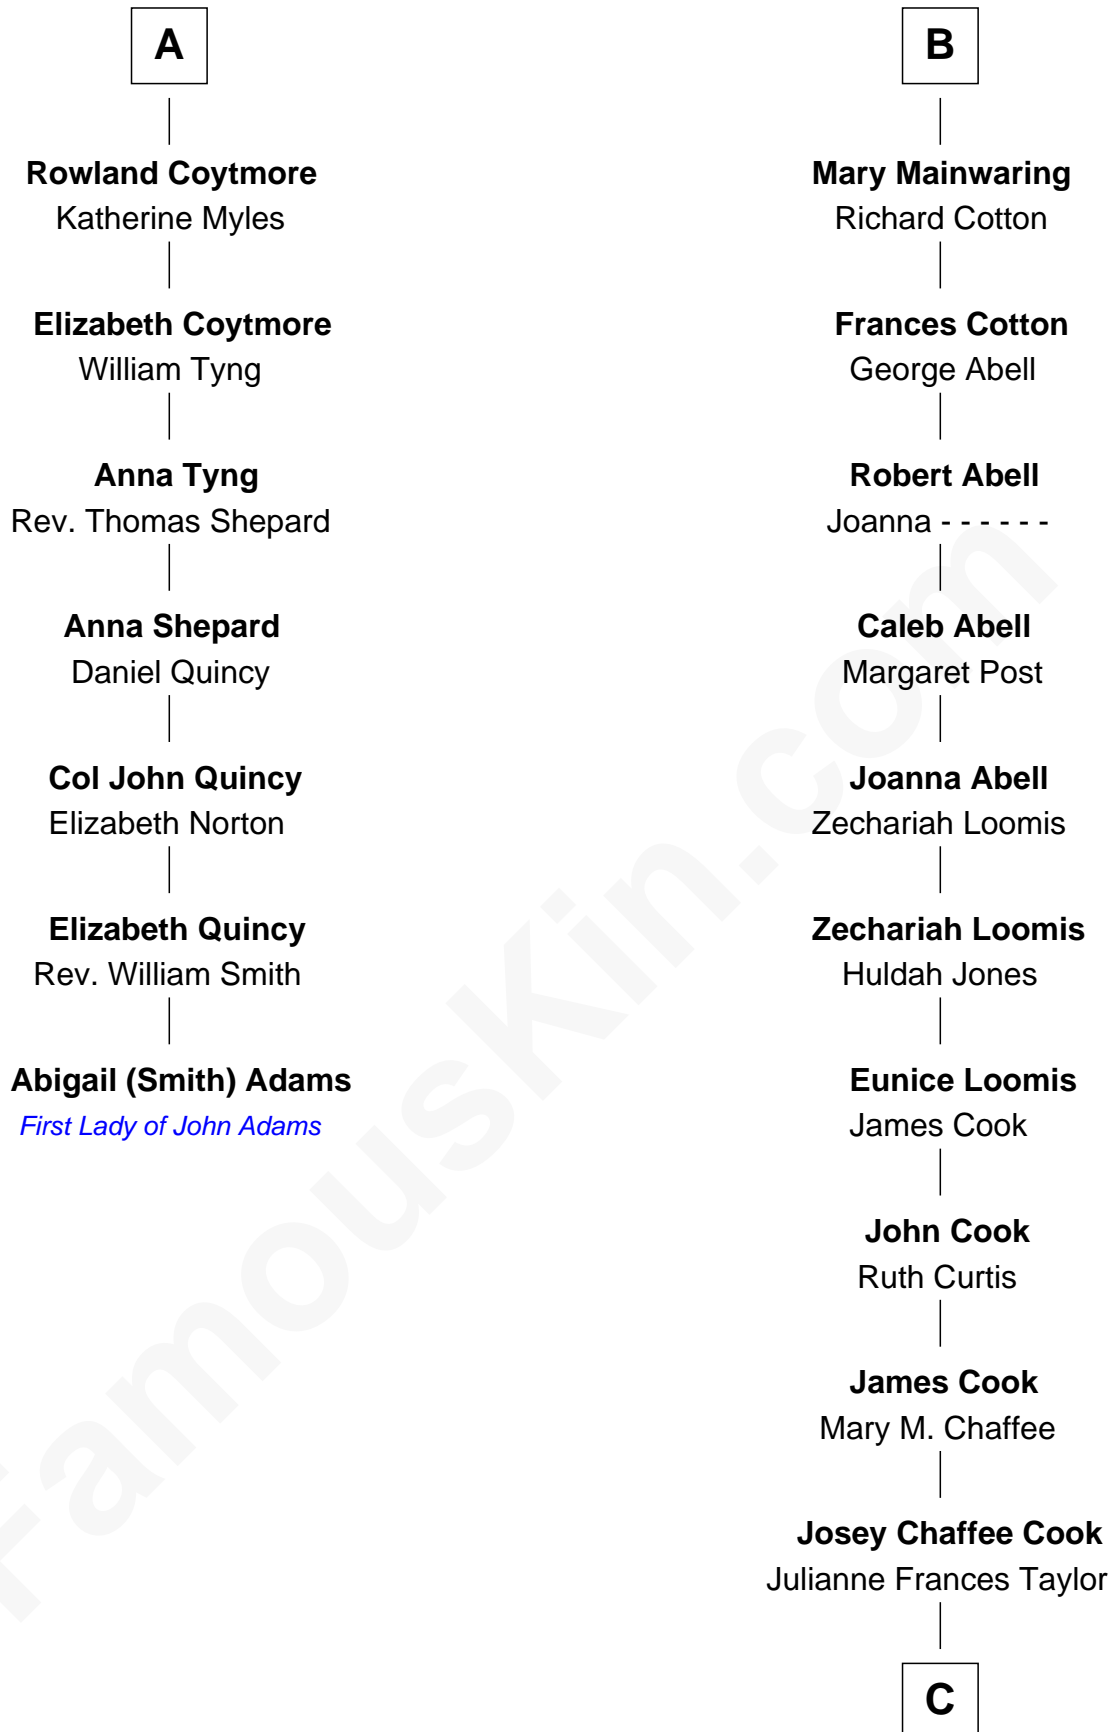 A
Rowland Coytmore
Katherine Myles
Elizabeth Coytmore
William Tyng
Anna Tyng
Rev. Thomas Shepard
Anna Shepard
Daniel Quincy
Col John Quincy
Elizabeth Norton
Elizabeth Quincy
Rev. William Smith
Abigail (Smith) Adams
First Lady of John Adams
B
Mary Mainwaring
Richard Cotton
Frances Cotton
George Abell
Robert Abell
Joanna - - - - - -
Caleb Abell
Margaret Post
Joanna Abell
Zechariah Loomis
Zechariah Loomis
Huldah Jones
Eunice Loomis
James Cook
John Cook
Ruth Curtis
James Cook
Mary M. Chaffee
Josey Chaffee Cook
Julianne Frances Taylor
C
FamousKin.com